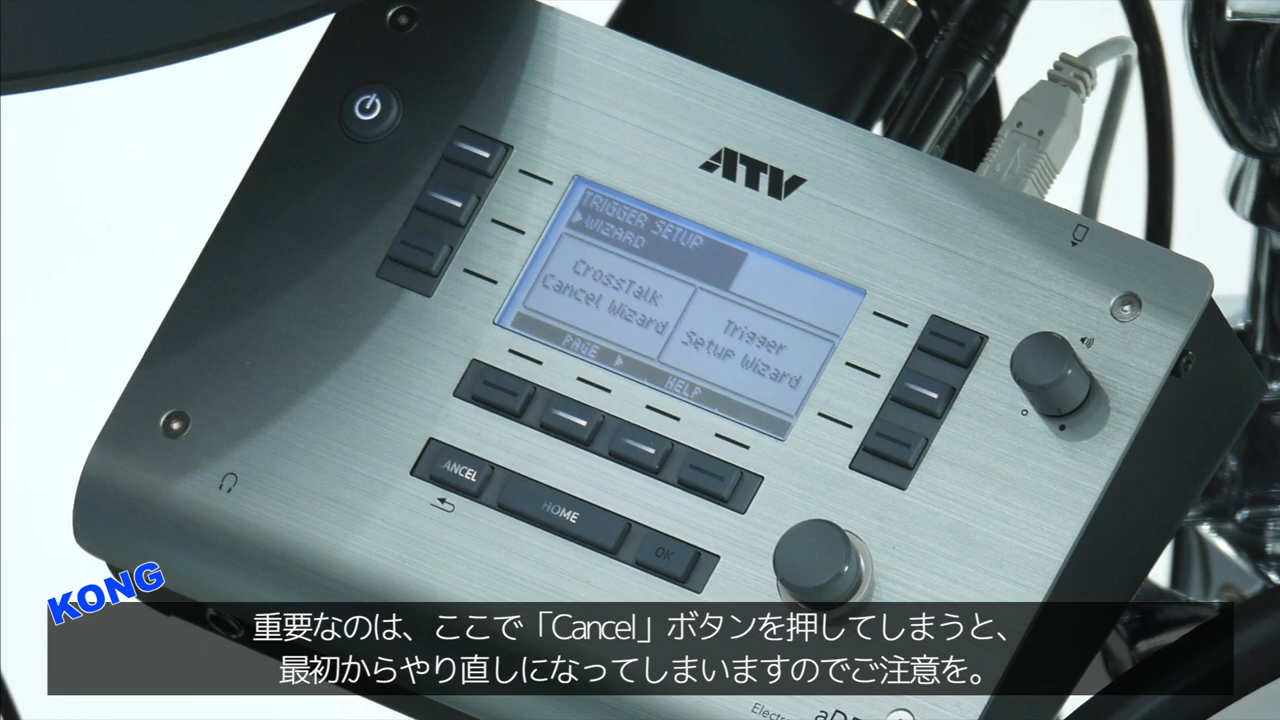 ATV
TRIGGER SETUP
▶WIZARD
CrossTalk
Cancel Wizard
Trigger
Setup Wizard
PAGE ▶
HELP
ANCEL
HOME
OK
KONG
重要なのは、ここで「Cancel」ボタンを押してしまうと、
最初からやり直しになってしまいますのでご注意を。